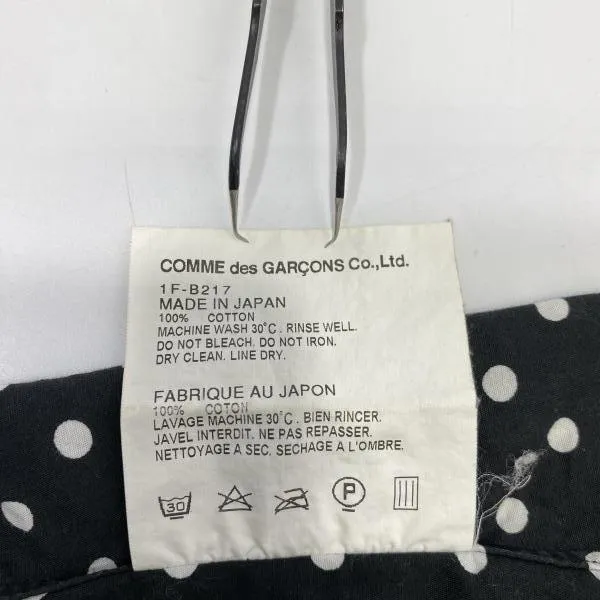 COMME des GARÇONS Co.,Ltd.
1F-B217
MADE IN JAPAN
100% COTTON
MACHINE WASH 30°C. RINSE WELL.
DO NOT BLEACH. DO NOT IRON.
DRY CLEAN. LINE DRY.
FABRIQUE AU JAPON
100% COTON
LAVAGE MACHINE 30°C. BIEN RINCER.
JAVEL INTERDIT. NE PAS REPASSER.
NETTOYAGE A SEC. SECHAGE A L'OMBRE.
30 P